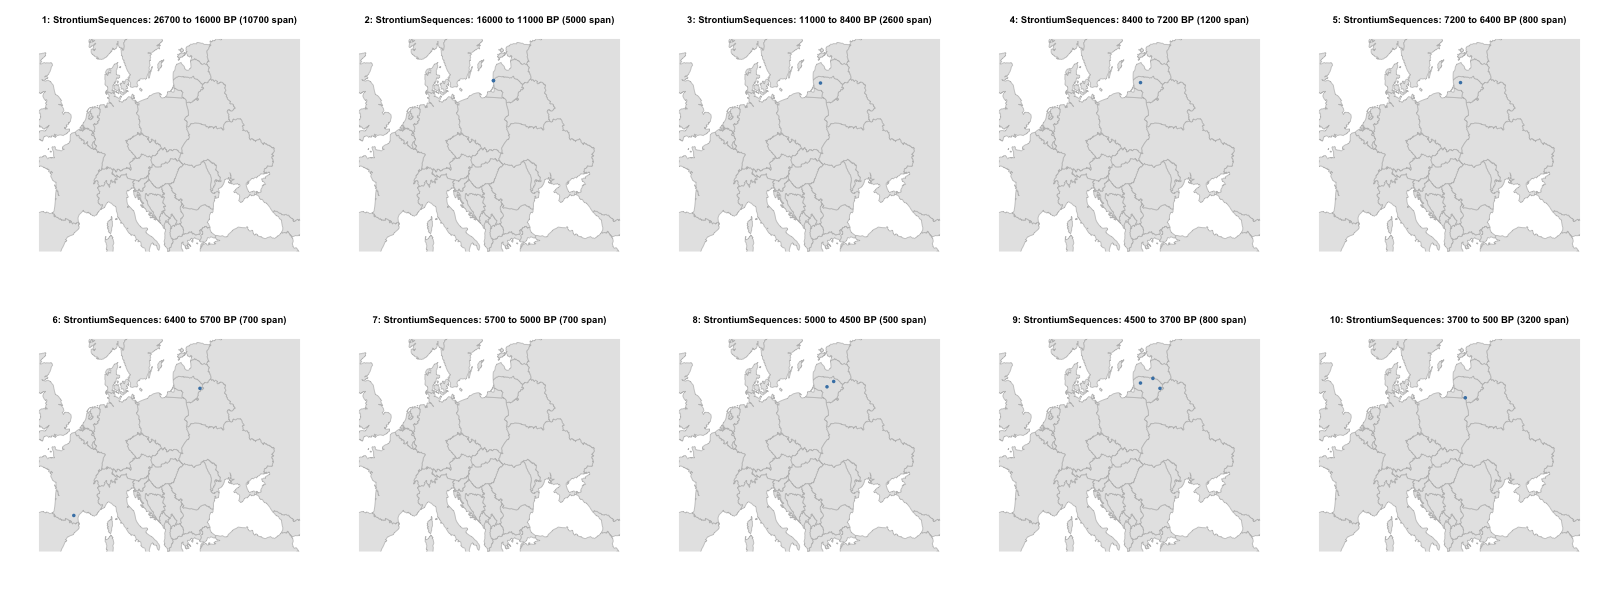 1: StrontiumSequences: 26700 to 16000 BP (10700 span)
2: StrontiumSequences: 16000 to 11000 BP (5000 span)
3: StrontiumSequences: 11000 to 8400 BP (2600 span)
4: StrontiumSequences: 8400 to 7200 BP (1200 span)
5: StrontiumSequences: 7200 to 6400 BP (800 span)
6: StrontiumSequences: 6400 to 5700 BP (700 span)
7: StrontiumSequences: 5700 to 5000 BP (700 span)
8: StrontiumSequences: 5000 to 4500 BP (500 span)
9: StrontiumSequences: 4500 to 3700 BP (800 span)
10: StrontiumSequences: 3700 to 500 BP (3200 span)